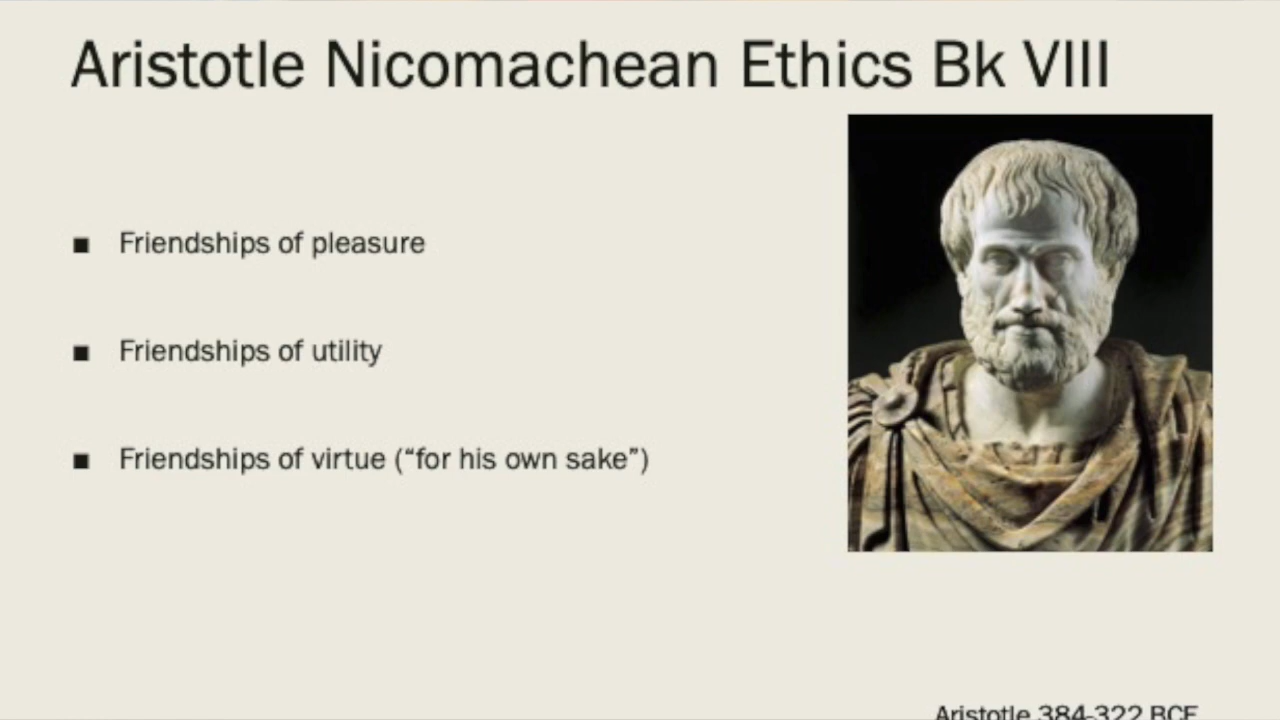 Aristotle Nicomachean Ethics Bk VIII
▪ Friendships of pleasure
▪ Friendships of utility
▪ Friendships of virtue (“for his own sake”)
Aristotle 384-322 BCE